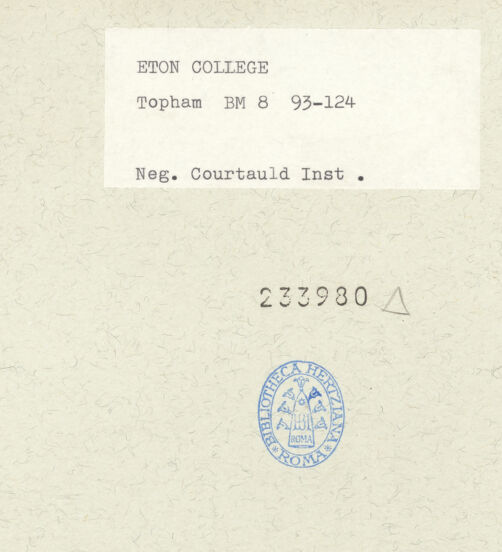 ETON COLLEGE
Topham BM 8 93-124
Neg. Courtauld Inst .
233980
BIBLIOTHECA HERTZIANA
ROMA
* ROMA *